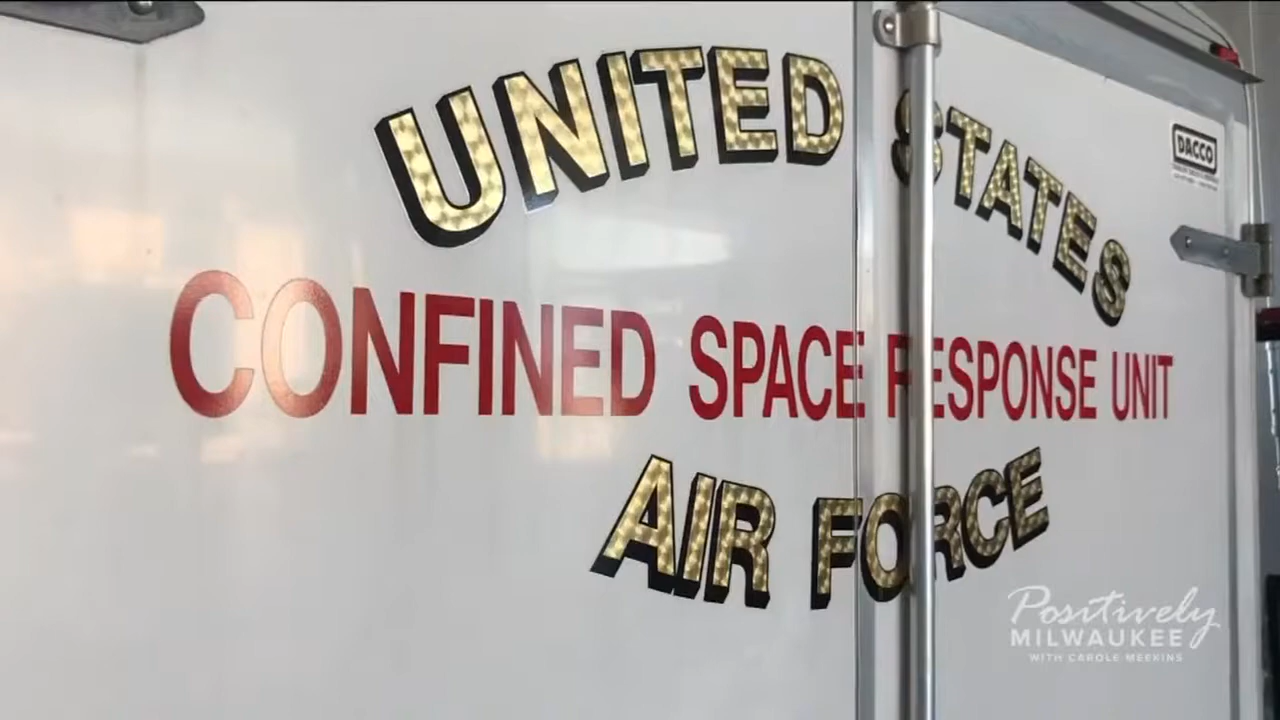 UNITED STATES
DACCO
CONFINED SPACE RESPONSE UNIT
AIR FORCE
Positively
MILWAUKEE
WITH CAROLE MEEKINS